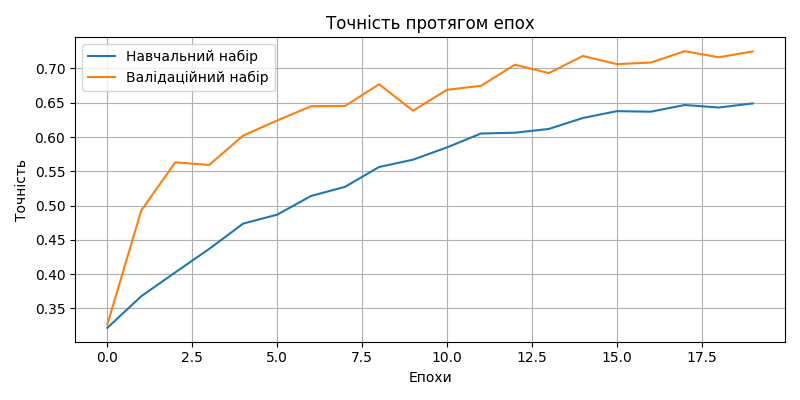 Точність протягом епох
Навчальний набір
Валідаційний набір
Точність
0.70
0.65
0.60
0.55
0.50
0.45
0.40
0.35
0.0 2.5 5.0 7.5 10.0 12.5 15.0 17.5
Епохи